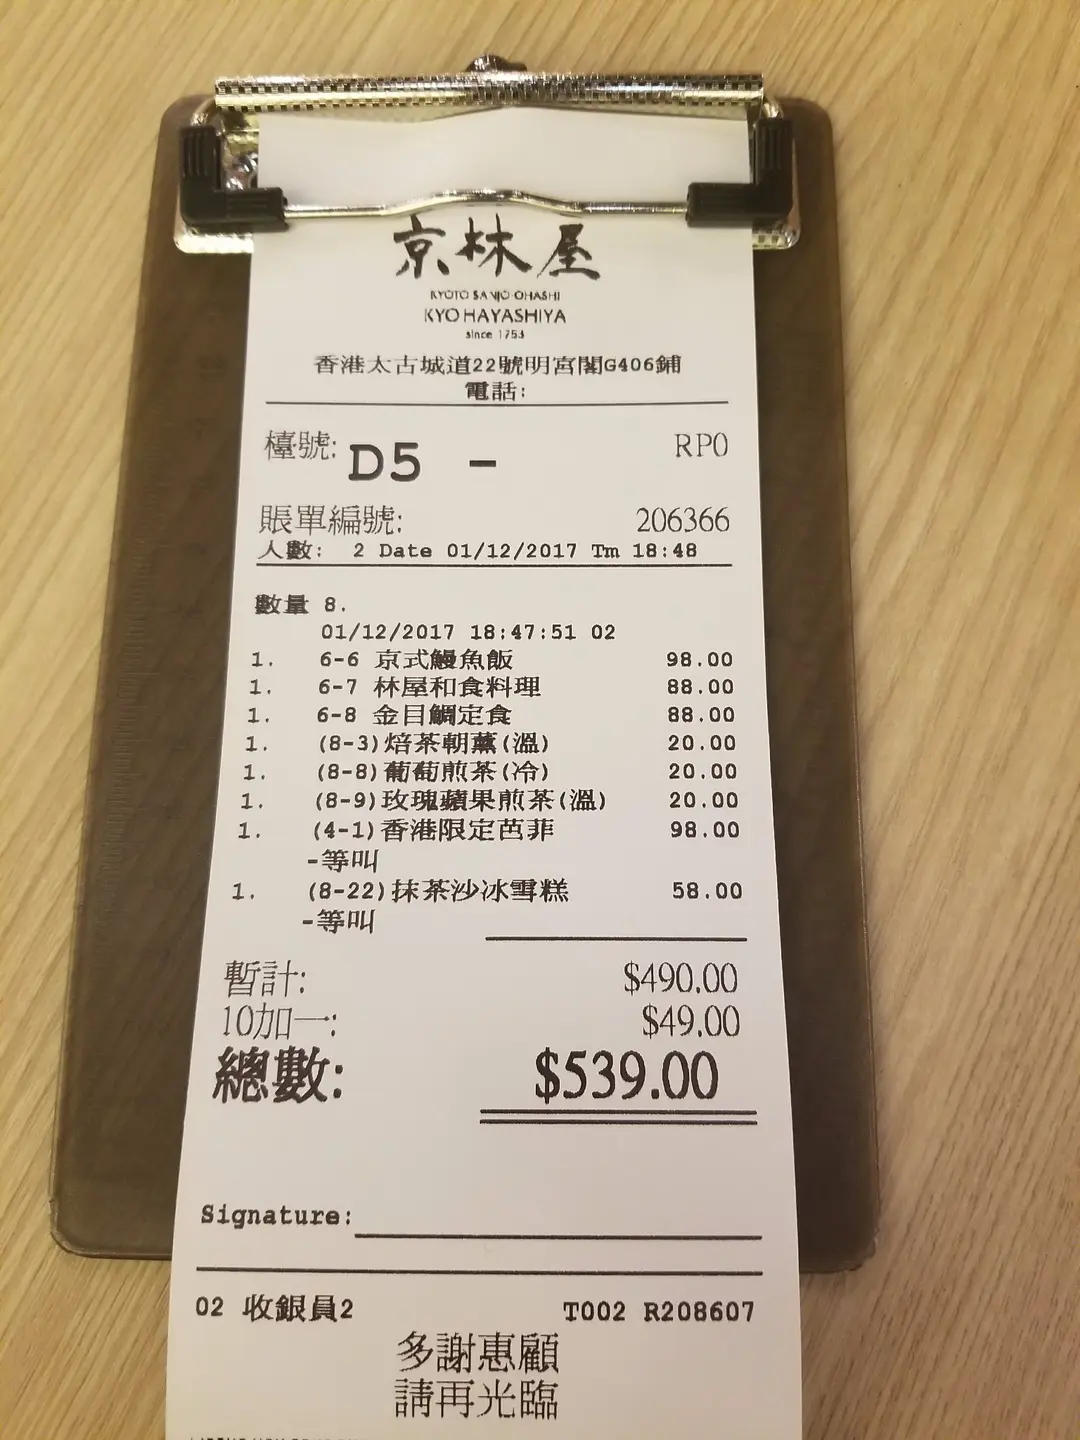 京林屋
KYOTO SANJO OHASHI
KYO HAYASHIYA
since 1753
香港太古城道22號明宮閣G406鋪
電話:
檯號: D5 - RP0
賬單編號: 206366
人數: 2 Date 01/12/2017 Tm 18:48
數量 8.
01/12/2017 18:47:51 02
1. 6-6 京式鰻魚飯 98.00
1. 6-7 林屋和食料理 88.00
1. 6-8 金目鯛定食 88.00
1. (8-3)焙茶朝薰(溫) 20.00
1. (8-8)葡萄煎茶(冷) 20.00
1. (8-9)玫瑰蘋果煎茶(溫) 20.00
1. (4-1)香港限定芭菲 98.00
-等叫
1. (8-22)抹茶沙冰雪糕 58.00
-等叫
暫計: $490.00
10加一: $49.00
總數: $539.00
Signature:
02 收銀員2 T002 R208607
多謝惠顧
請再光臨